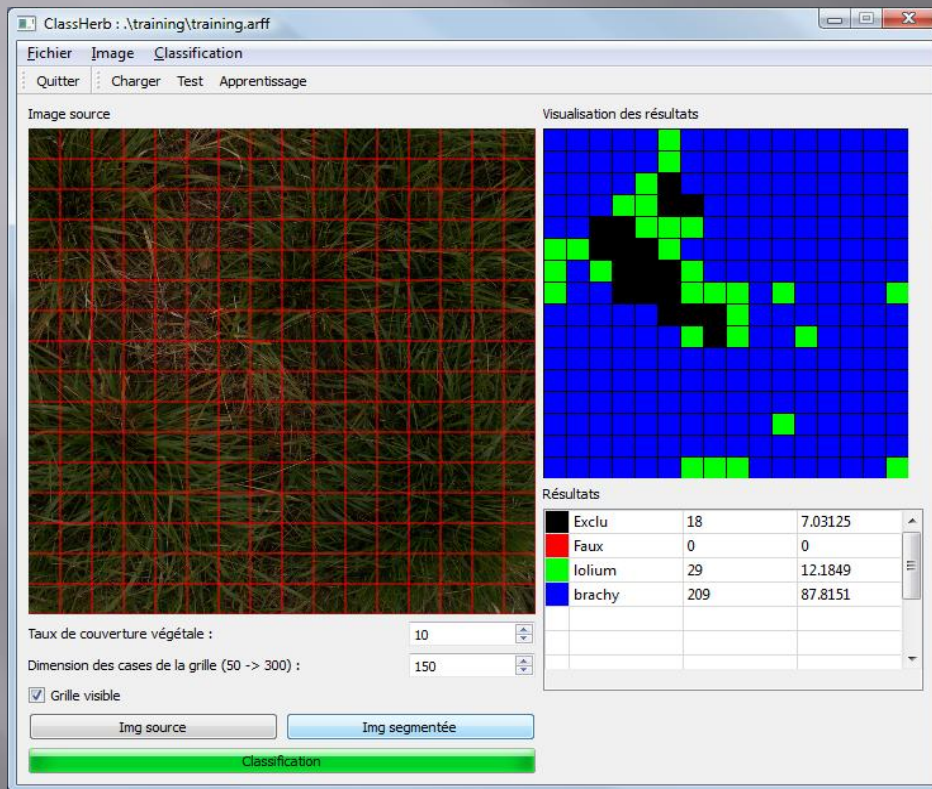 ClassHerb : .\training\training.arff
Fichier Image Classification
Quitter Charger Test Apprentissage
Image source
Visualisation des résultats
Résultats
Exclu 18 7.03125
Faux 0 0
lolium 29 12.1849
brachy 209 87.8151
Taux de couverture végétale : 10
Dimension des cases de la grille (50 -> 300) : 150
Grille visible
Img source Img segmentée
Classification